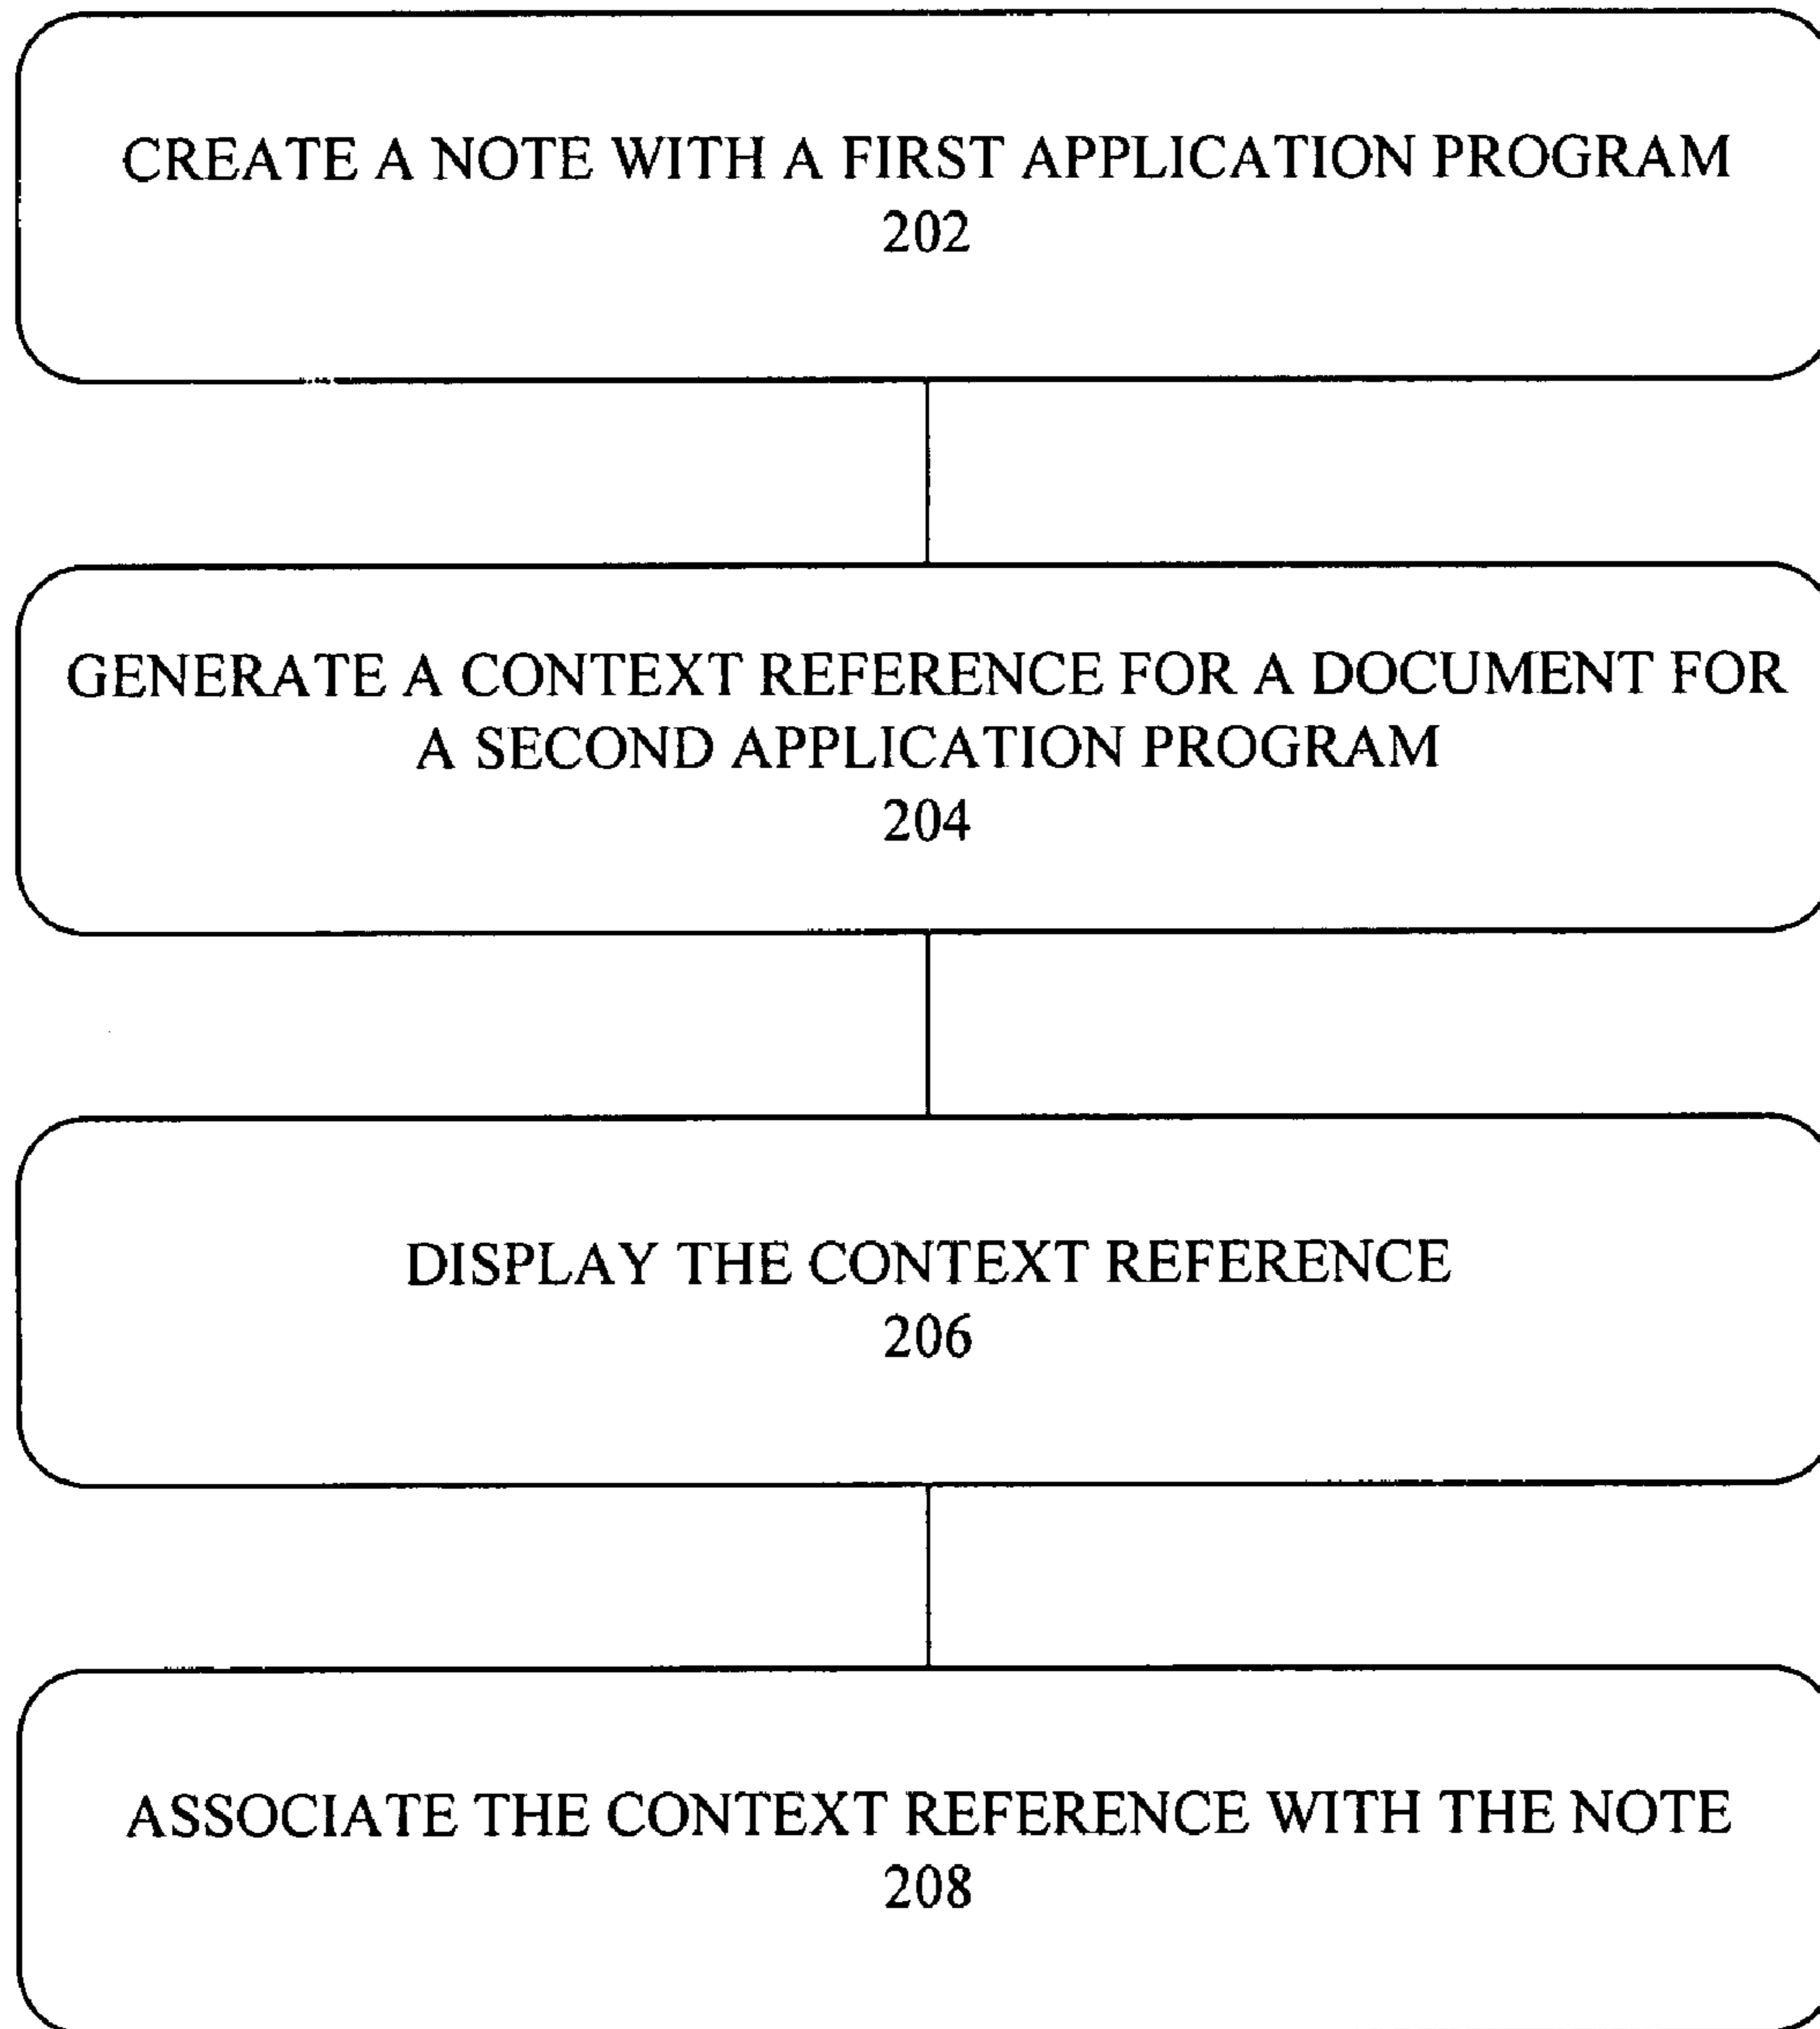 CREATE A NOTE WITH A FIRST APPLICATION PROGRAM
202
GENERATE A CONTEXT REFERENCE FOR A DOCUMENT FOR
A SECOND APPLICATION PROGRAM
204
DISPLAY THE CONTEXT REFERENCE
206
ASSOCIATE THE CONTEXT REFERENCE WITH THE NOTE
208